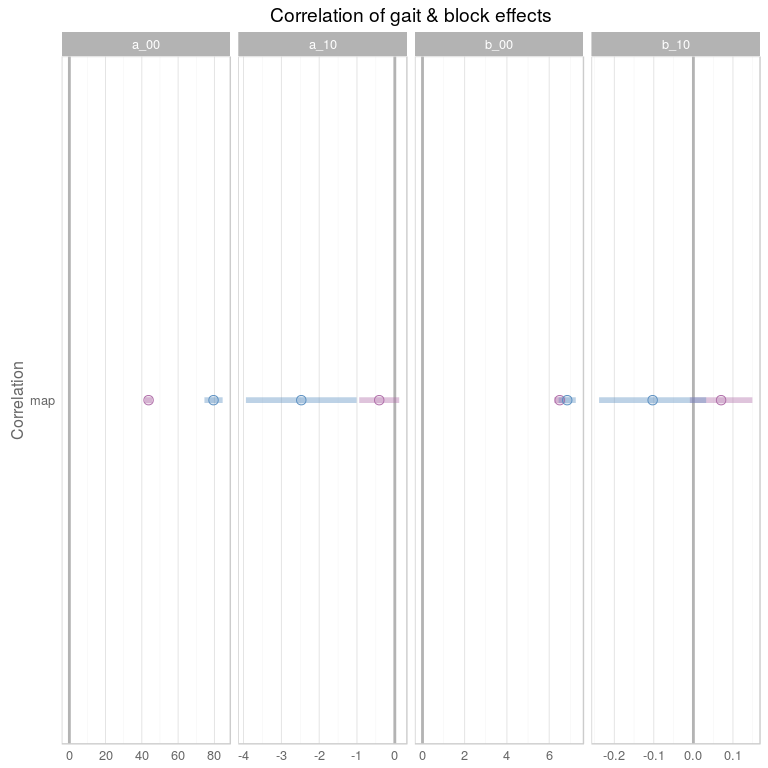 Correlation of gait & block effects
a_00 a_10 b_00 b_10
Correlation
map
0 20 40 60 80 -4 -3 -2 -1 0 0 2 4 6 -0.2 -0.1 0.0 0.1